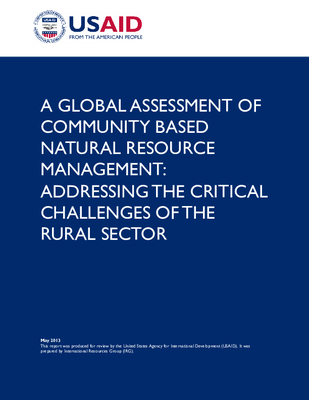 USAID
FROM THE AMERICAN PEOPLE
A GLOBAL ASSESSMENT OF
COMMUNITY BASED
NATURAL RESOURCE
MANAGEMENT:
ADDRESSING THE CRITICAL
CHALLENGES OF THE
RURAL SECTOR
May 2013
This report was produced for review by the United States Agency for International Development (USAID). It was
prepared by International Resources Group (IRG).